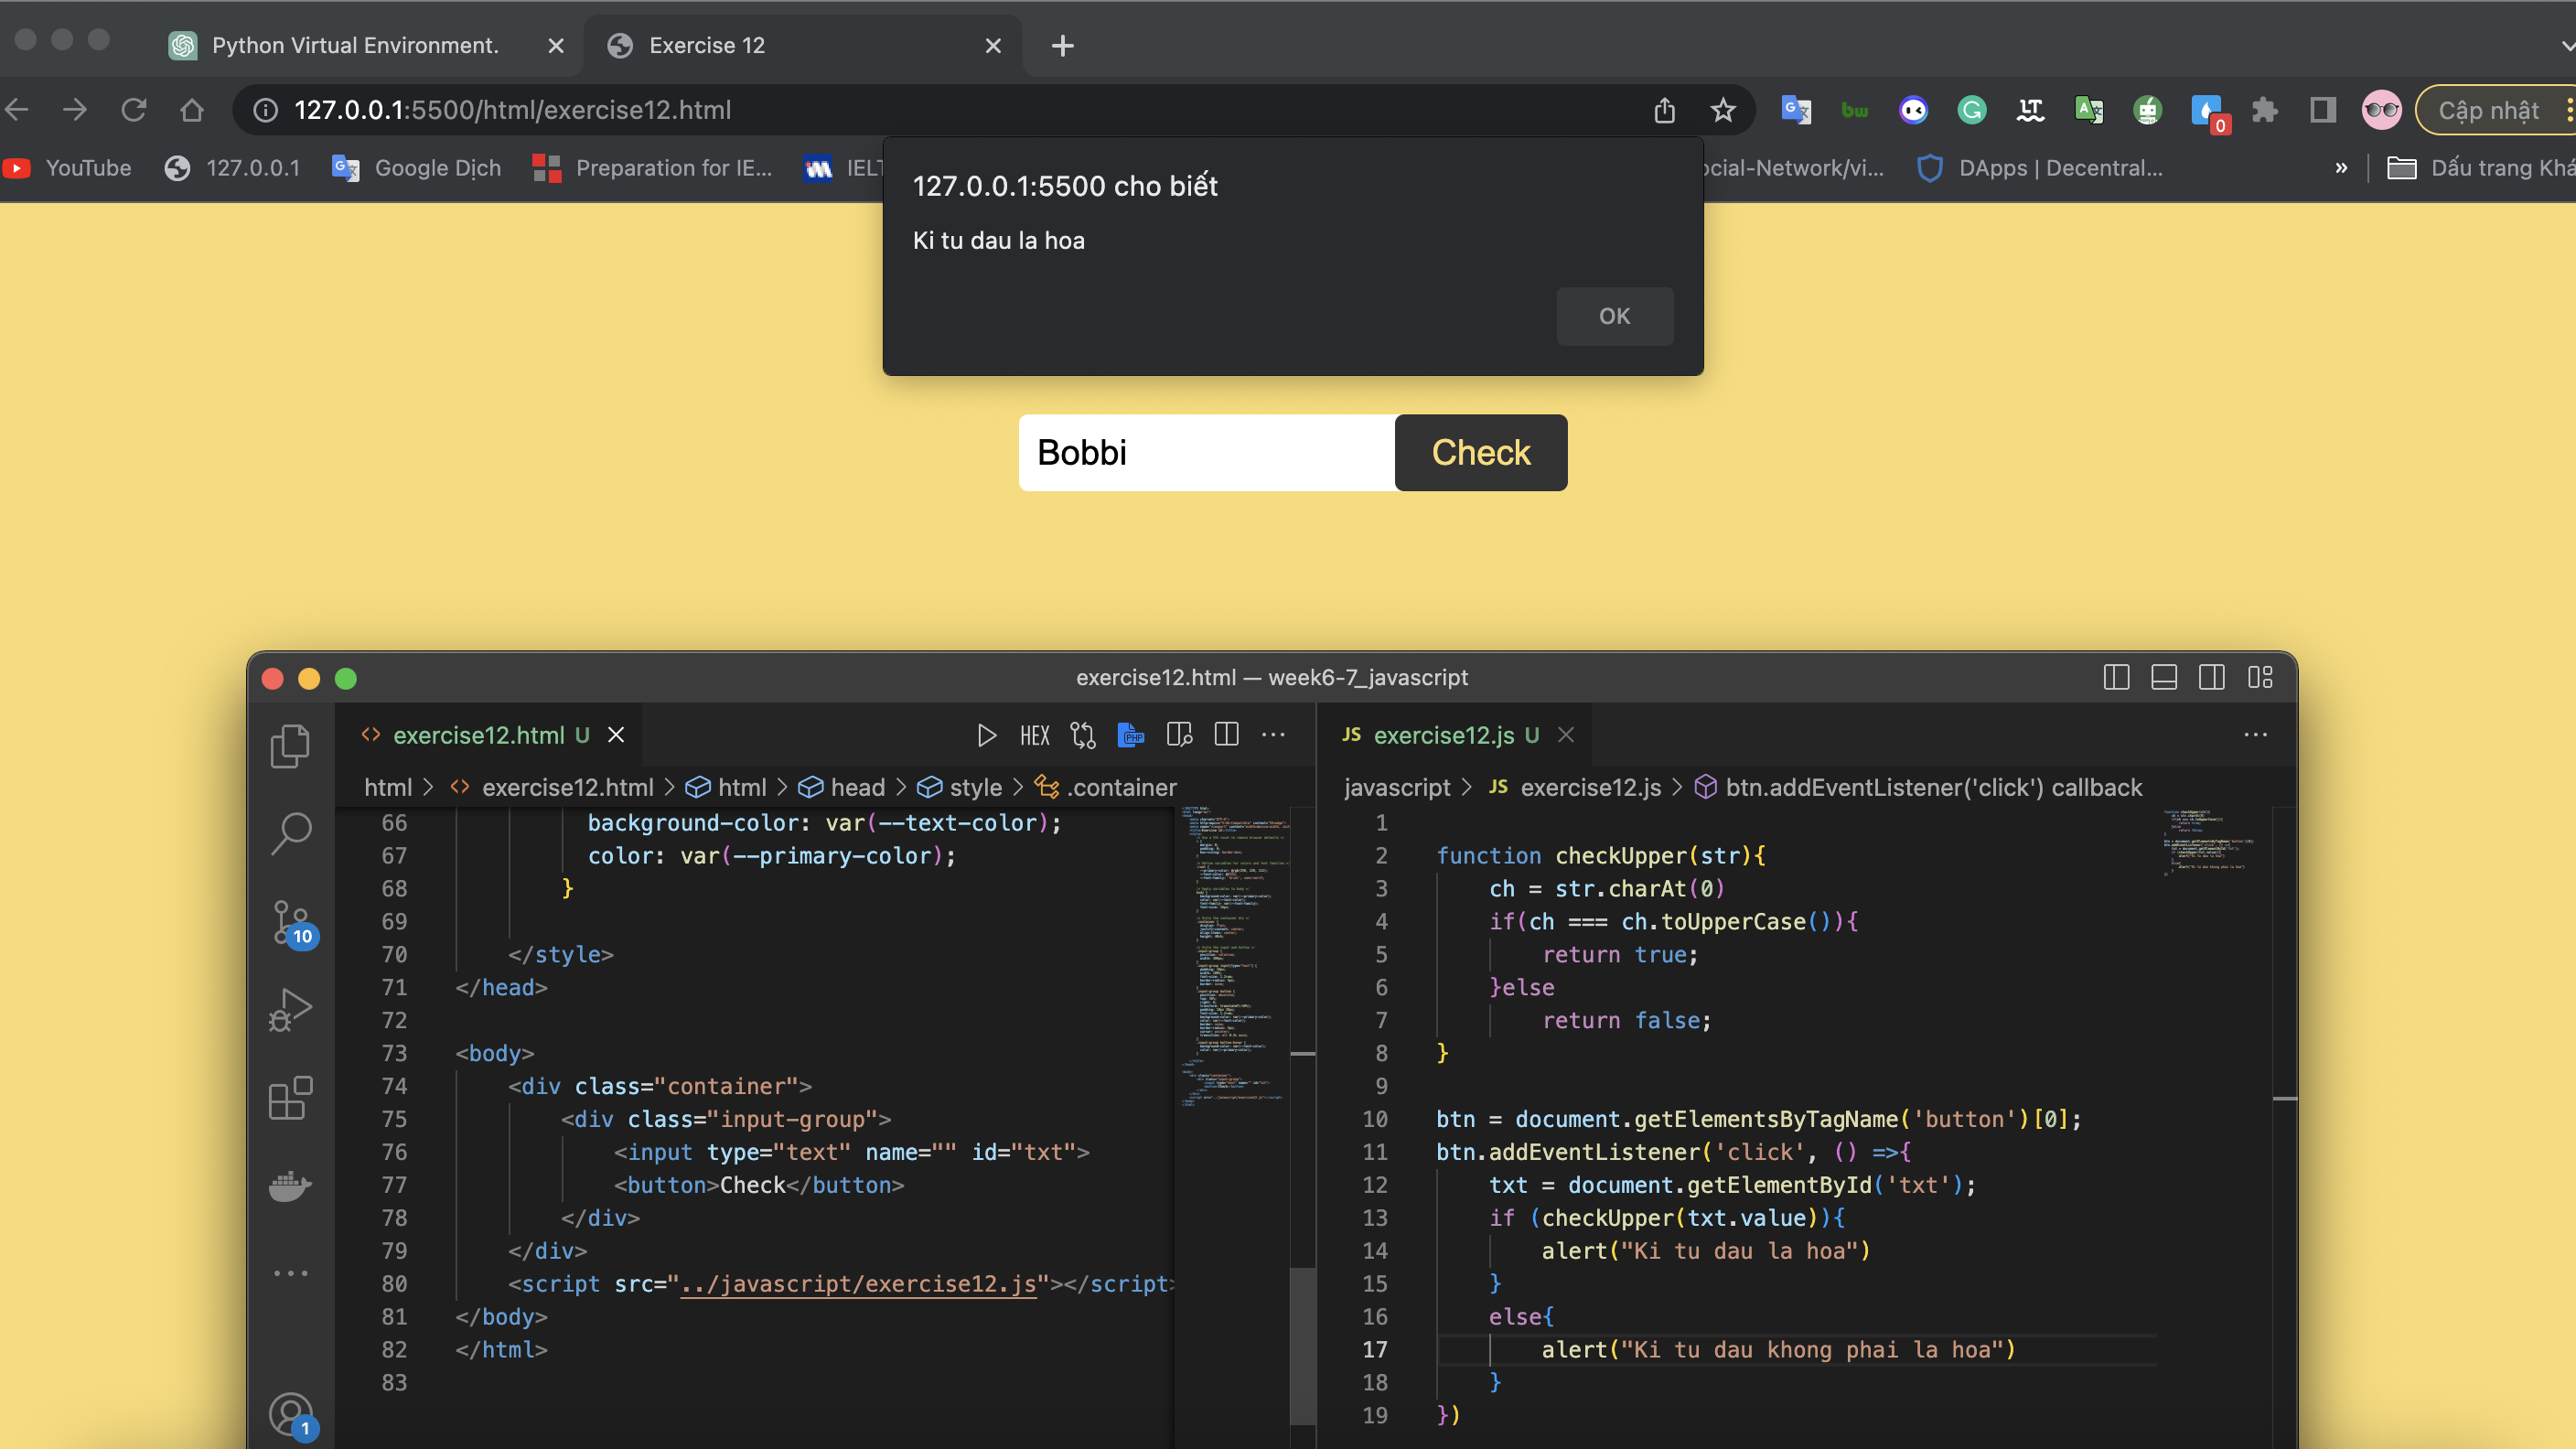 Python Virtual Environment.
Exercise 12
127.0.0.1:5500/html/exercise12.html
0
Cập nhật
YouTube
127.0.0.1
Google Dịch
Preparation for IE...
IELT
ocial-Network/vi...
DApps | Decentral...
»
Dấu trang Khá
127.0.0.1:5500 cho biết
Ki tu dau la hoa
OK
Bobbi
Check
exercise12.html — week6-7_javascript
exercise12.html U
HEX
PHP
html > exercise12.html > html > head > style > .container
66 background-color: var(--text-color);
67 color: var(--primary-color);
68 }
69
70 </style>
71 </head>
72
73 <body>
74 <div class="container">
75 <div class="input-group">
76 <input type="text" name="" id="txt">
77 <button>Check</button>
78 </div>
79 </div>
80 <script src="../javascript/exercise12.js"></script>
81 </body>
82 </html>
83
10
1
JS exercise12.js U
javascript > JS exercise12.js > btn.addEventListener('click') callback
1
2 function checkUpper(str){
3 ch = str.charAt(0)
4 if(ch === ch.toUpperCase()){
5 return true;
6 }else
7 return false;
8 }
9
10 btn = document.getElementsByTagName('button')[0];
11 btn.addEventListener('click', () =>{
12 txt = document.getElementById('txt');
13 if (checkUpper(txt.value)){
14 alert("Ki tu dau la hoa")
15 }
16 else{
17 alert("Ki tu dau khong phai la hoa")
18 }
19 })